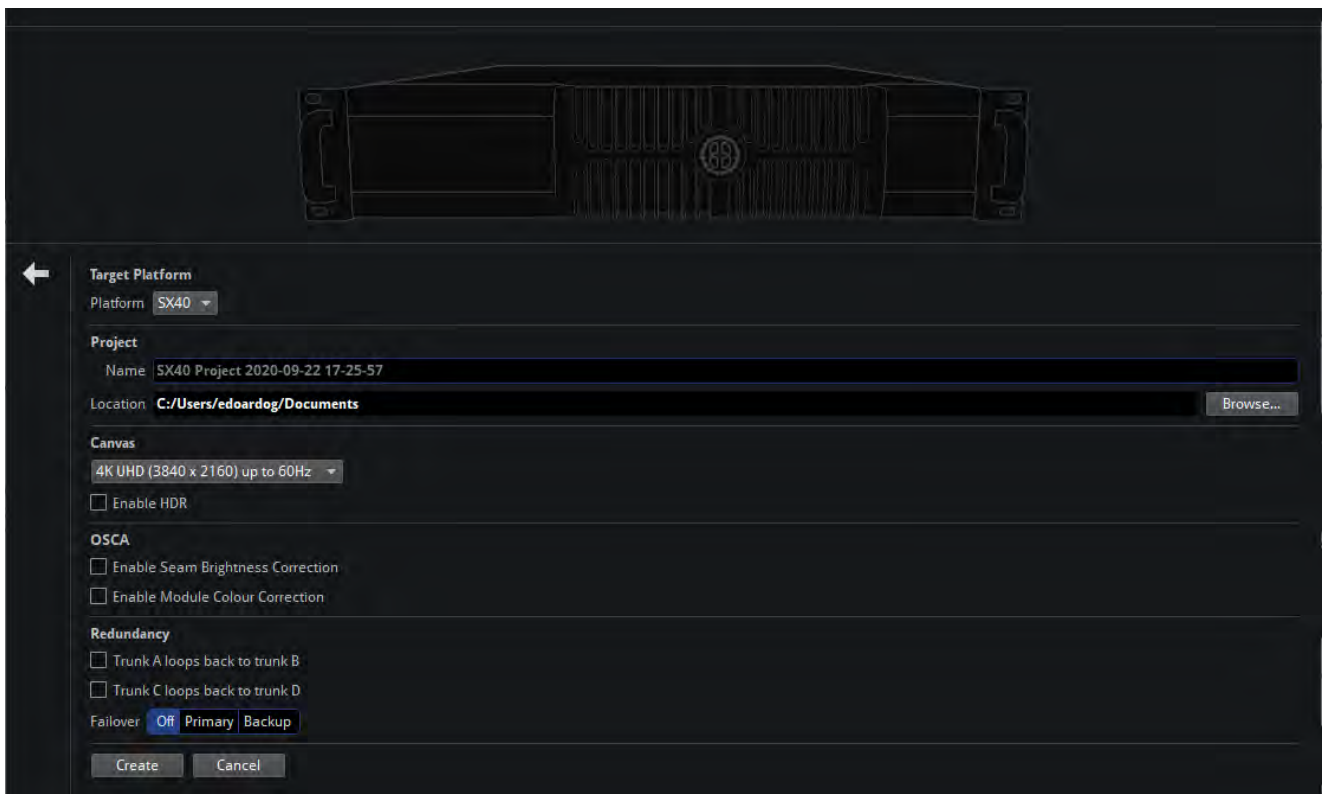 Target Platform
Platform SX40
Project
Name SX40 Project 2020-09-22 17-25-57
Location C:/Users/edoardog/Documents Browse...
Canvas
4K UHD (3840 x 2160) up to 60Hz
Enable HDR
OSCA
Enable Seam Brightness Correction
Enable Module Colour Correction
Redundancy
Trunk A loops back to trunk B
Trunk C loops back to trunk D
Failover Off Primary Backup
Create Cancel